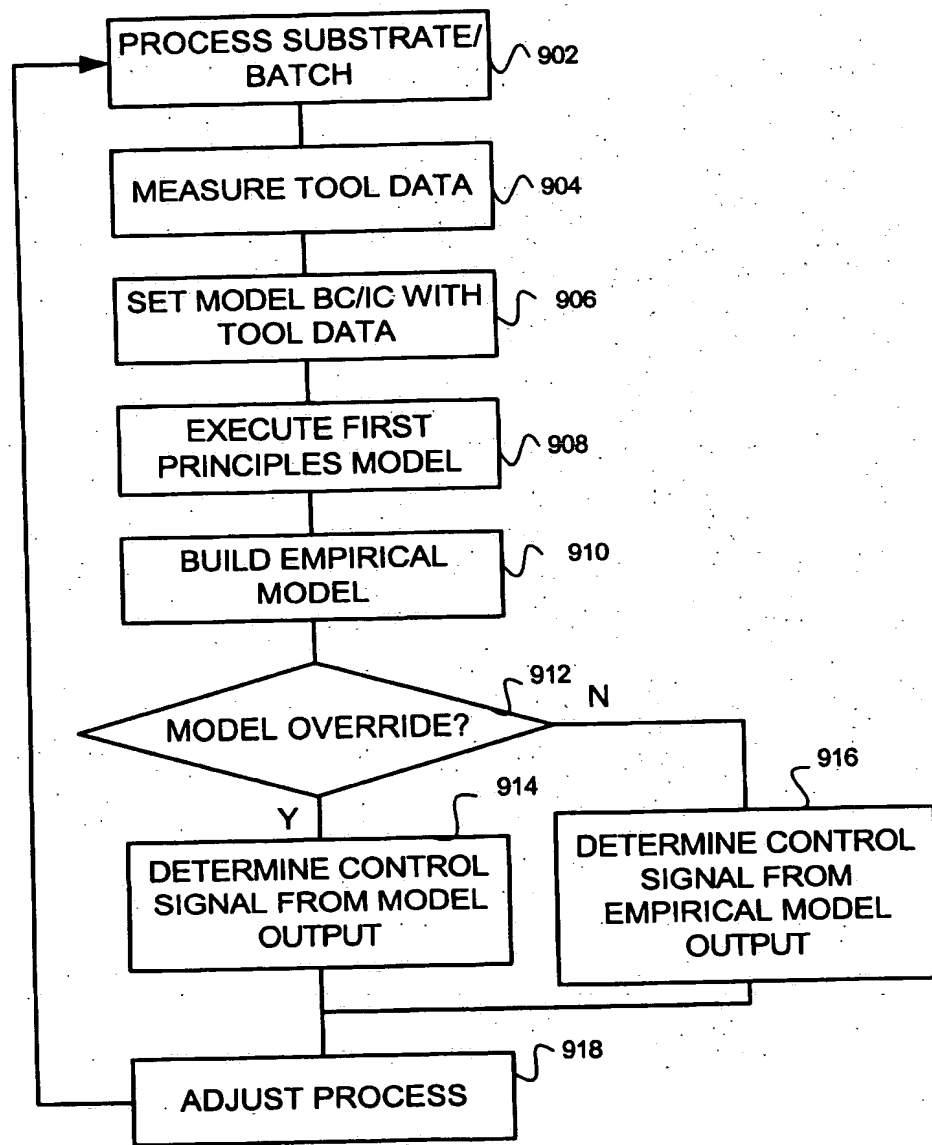 PROCESS SUBSTRATE/
BATCH
902
MEASURE TOOL DATA
904
SET MODEL BC/IC WITH
TOOL DATA
906
EXECUTE FIRST
PRINCIPLES MODEL
908
BUILD EMPIRICAL
MODEL
910
MODEL OVERRIDE?
912
N
Y
914
DETERMINE CONTROL
SIGNAL FROM MODEL
OUTPUT
916
DETERMINE CONTROL
SIGNAL FROM
EMPIRICAL MODEL
OUTPUT
ADJUST PROCESS
918